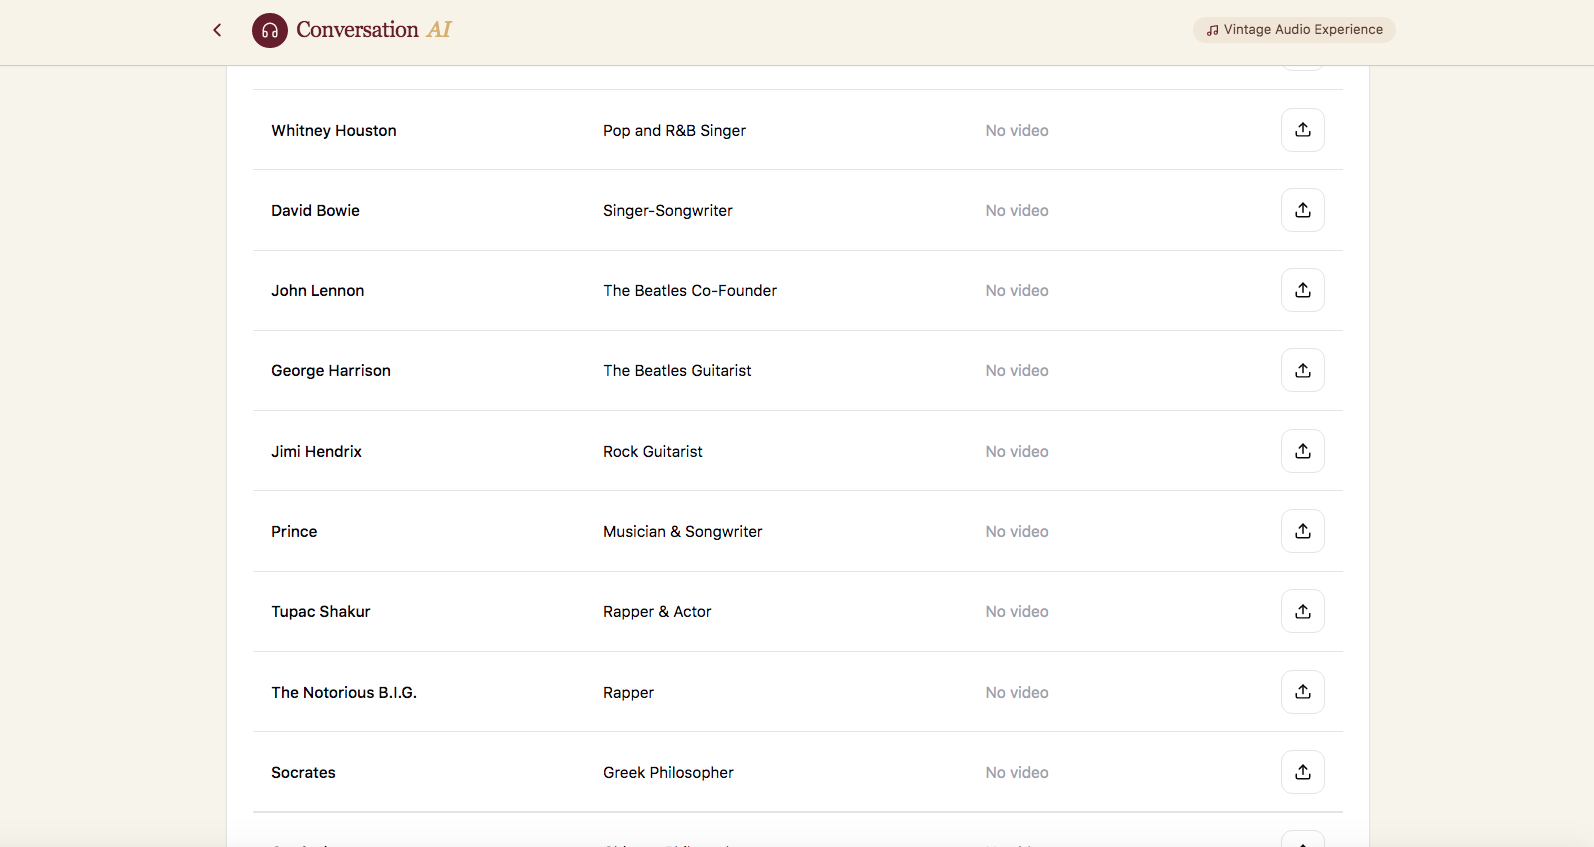 Conversation AI
Vintage Audio Experience
Whitney Houston Pop and R&B Singer No video
David Bowie Singer-Songwriter No video
John Lennon The Beatles Co-Founder No video
George Harrison The Beatles Guitarist No video
Jimi Hendrix Rock Guitarist No video
Prince Musician & Songwriter No video
Tupac Shakur Rapper & Actor No video
The Notorious B.I.G. Rapper No video
Socrates Greek Philosopher No video